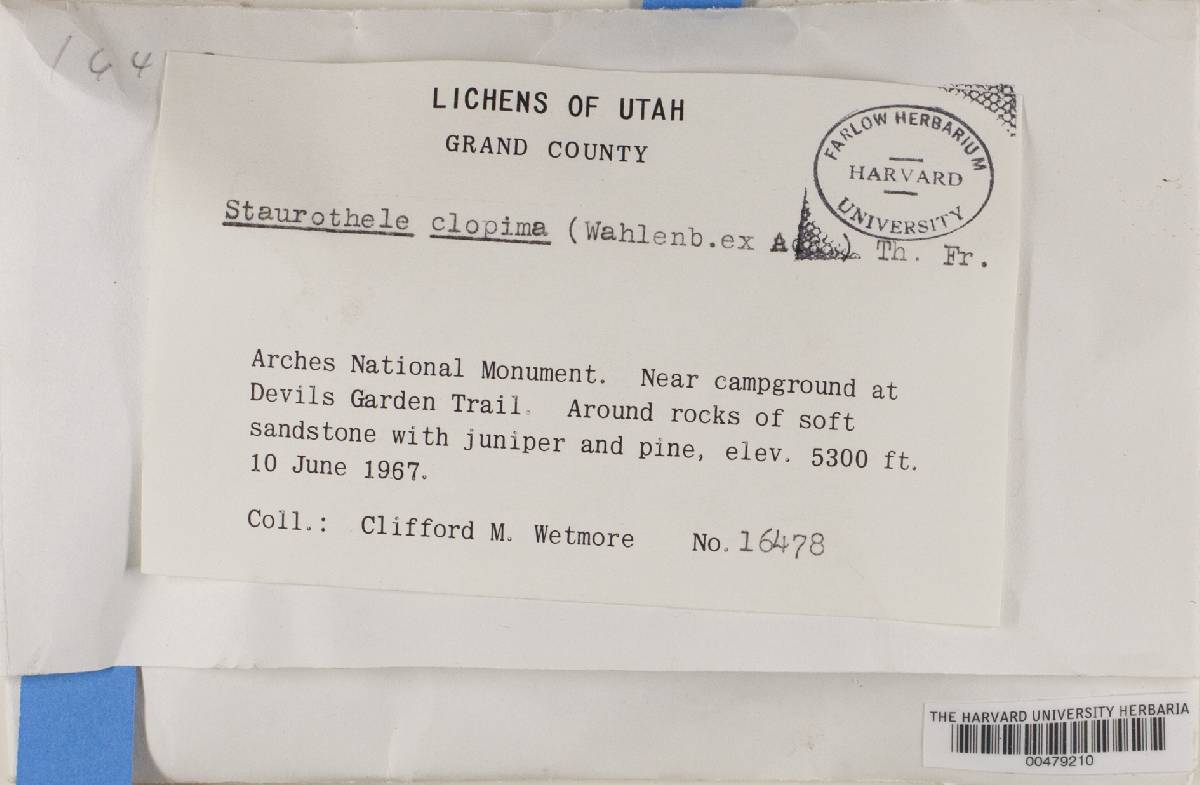 164
LICHENS OF UTAH
GRAND COUNTY
FARLOW HERBARIUM
HARVARD
UNIVERSITY
Staurothele clopima (Wahlenb.ex ) Th. Fr.
Arches National Monument. Near campground at
Devils Garden Trail. Around rocks of soft
sandstone with juniper and pine, elev. 5300 ft.
10 June 1967.
Coll.: Clifford M. Wetmore No. 16478
THE HARVARD UNIVERSITY HERBARIA
00479210